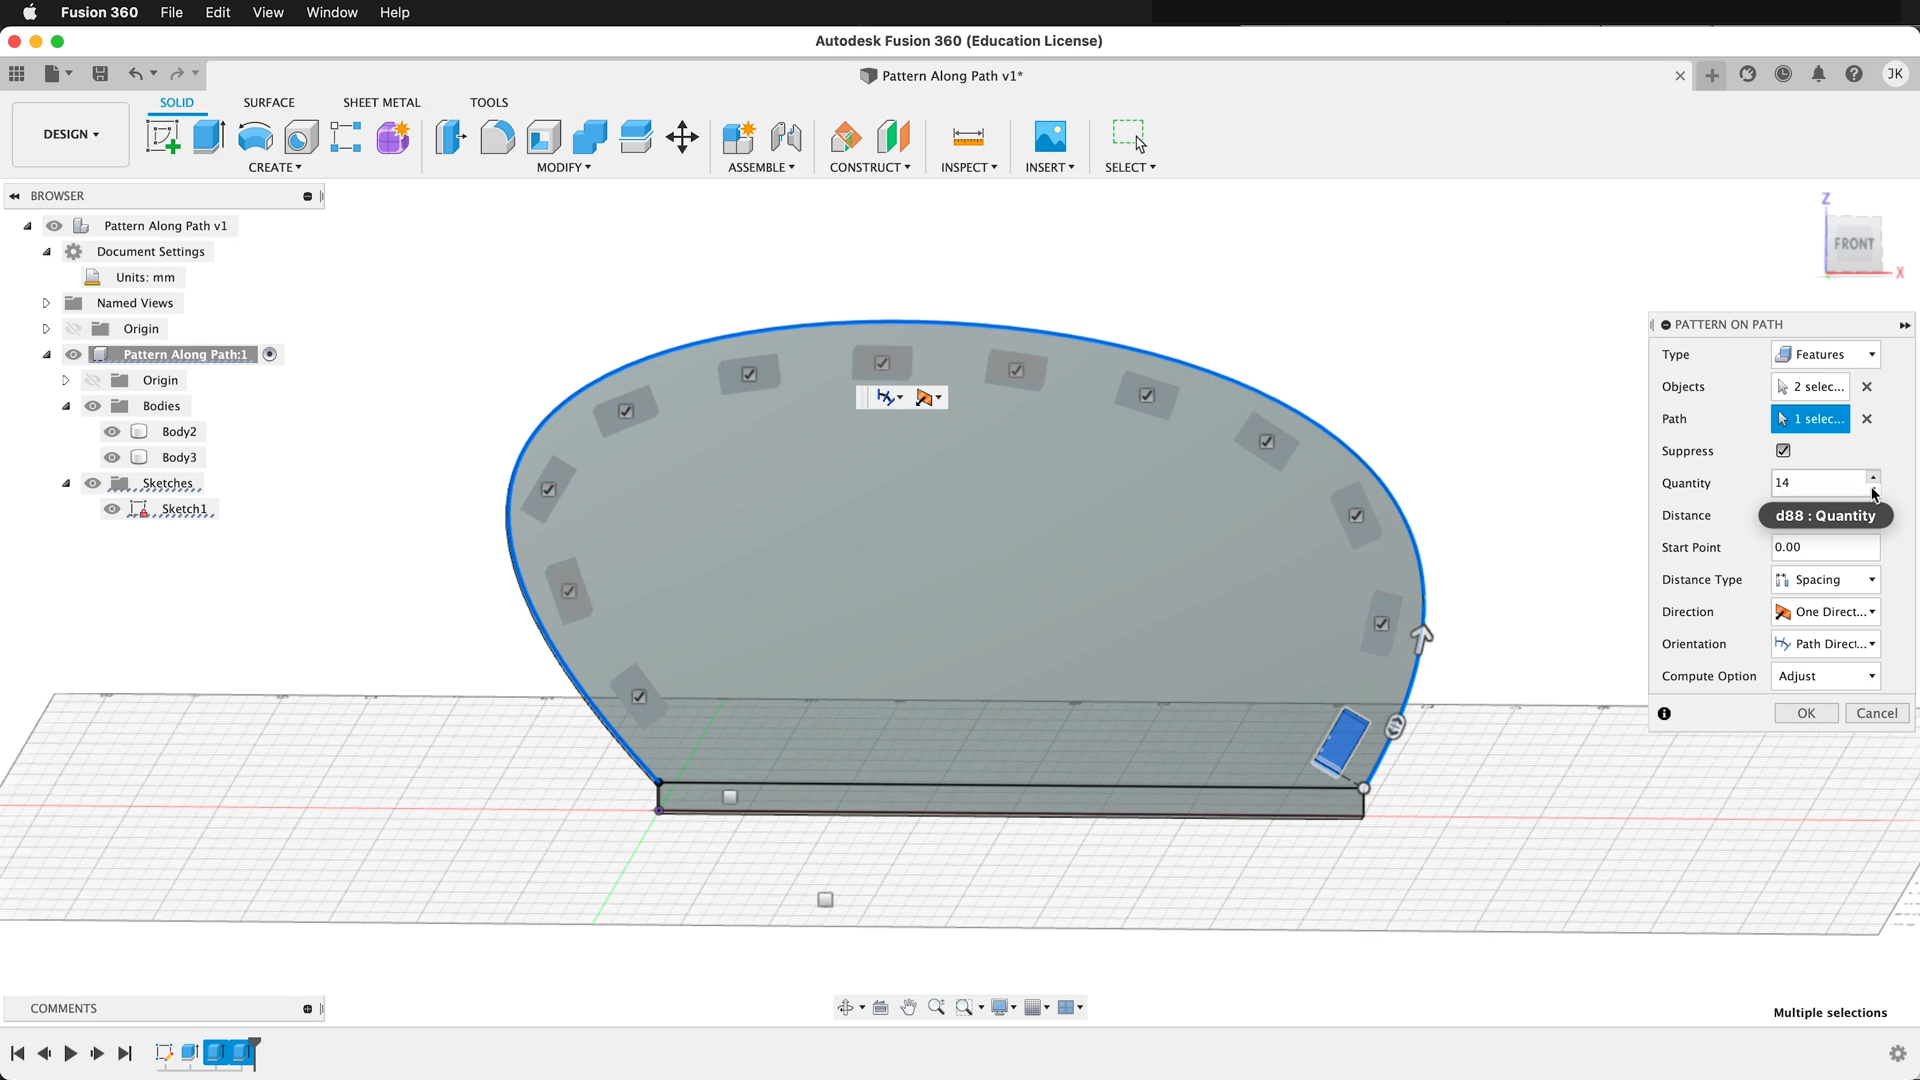 Fusion 360 File Edit View Window Help
Autodesk Fusion 360 (Education License)
Pattern Along Path v1*
JK
DESIGN
SOLID SURFACE SHEET METAL TOOLS
CREATE MODIFY ASSEMBLE CONSTRUCT INSPECT INSERT SELECT
BROWSER
Pattern Along Path v1
Document Settings
Units: mm
Named Views
Origin
Pattern Along Path:1
Origin
Bodies
Body2
Body3
Sketches
Sketch1
Z
FRONT
X
PATTERN ON PATH
Type Features
Objects 2 selec...
Path 1 selec...
Suppress
Quantity 14
Distance
d88 : Quantity
Start Point 0.00
Distance Type Spacing
Direction One Direct...
Orientation Path Direct...
Compute Option Adjust
OK Cancel
COMMENTS
Multiple selections